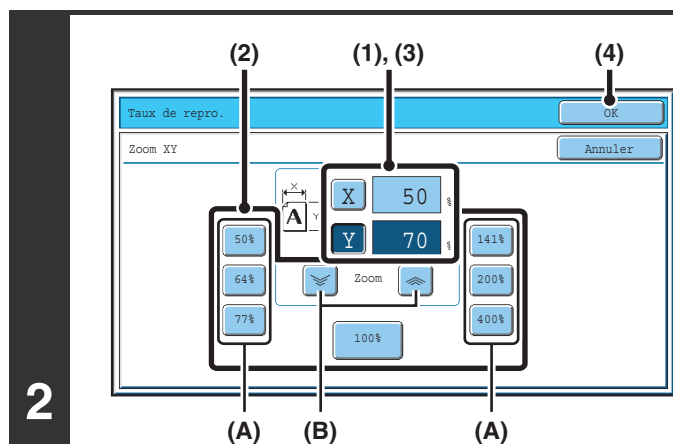 (2) (1), (3) (4)
Taux de repro. OK
Zoom XY Annuler
X 50 %
A Y
Y 70 %
50% 141%
Zoom
64% 200%
77% 400%
100%
2
(A) (B) (A)